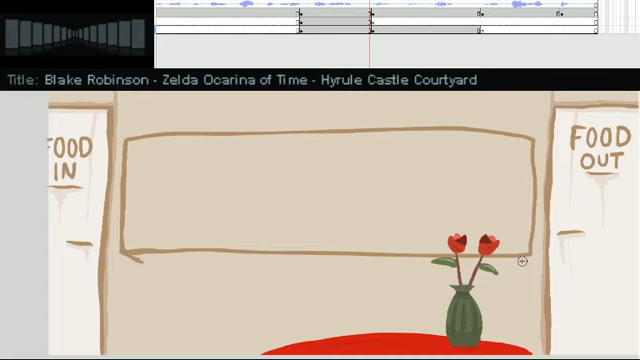 Title: Blake Robinson - Zelda Ocarina of Time - Hyrule Castle Courtyard
FOOD
IN
FOOD
OUT